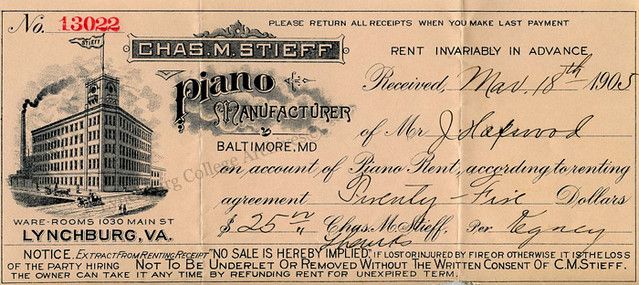 No. 13022
PLEASE RETURN ALL RECEIPTS WHEN YOU MAKE LAST PAYMENT
STIEFF
CHAS. M. STIEFF
RENT INVARIABLY IN ADVANCE
Piano
MANUFACTURER
BALTIMORE, MD
Received, Mar. 18th 1905
of Mr J. Harwood
on account of Piano Rent, according to renting
agreement Twenty-Five Dollars
$ 25 Chas. M. Stieff. Per
WARE-ROOMS 1030 MAIN ST
LYNCHBURG, VA.
NOTICE. EXTRACT FROM RENTING RECEIPT "NO SALE IS HEREBY IMPLIED," IF LOST OR INJURED BY FIRE OR OTHERWISE IT IS THE LOSS
OF THE PARTY HIRING NOT TO BE UNDERLET OR REMOVED WITHOUT THE WRITTEN CONSENT OF C.M. STIEFF.
THE OWNER CAN TAKE IT ANY TIME BY REFUNDING RENT FOR UNEXPIRED TERM.
College